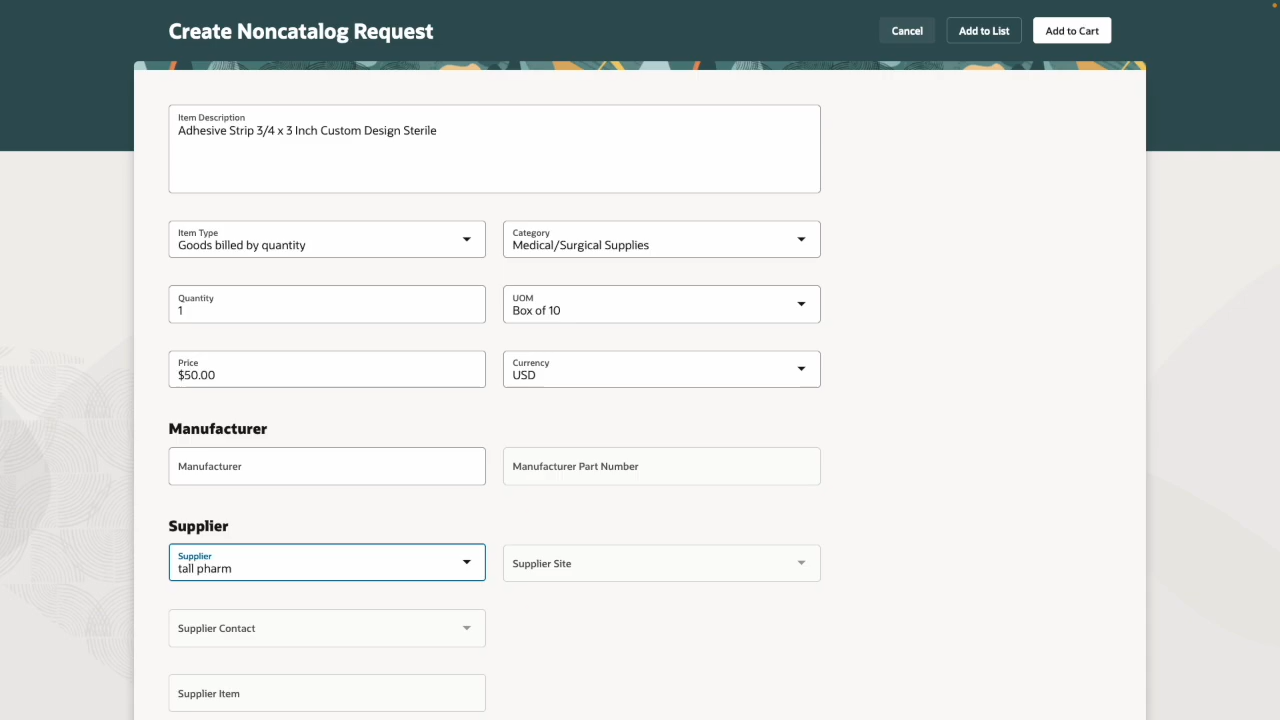 Create Noncatalog Request
Cancel
Add to List
Add to Cart
Item Description
Adhesive Strip 3/4 x 3 Inch Custom Design Sterile
Item Type
Goods billed by quantity
Category
Medical/Surgical Supplies
Quantity
1
UOM
Box of 10
Price
$50.00
Currency
USD
Manufacturer
Manufacturer
Manufacturer Part Number
Supplier
Supplier
tall pharm
Supplier Site
Supplier Contact
Supplier Item